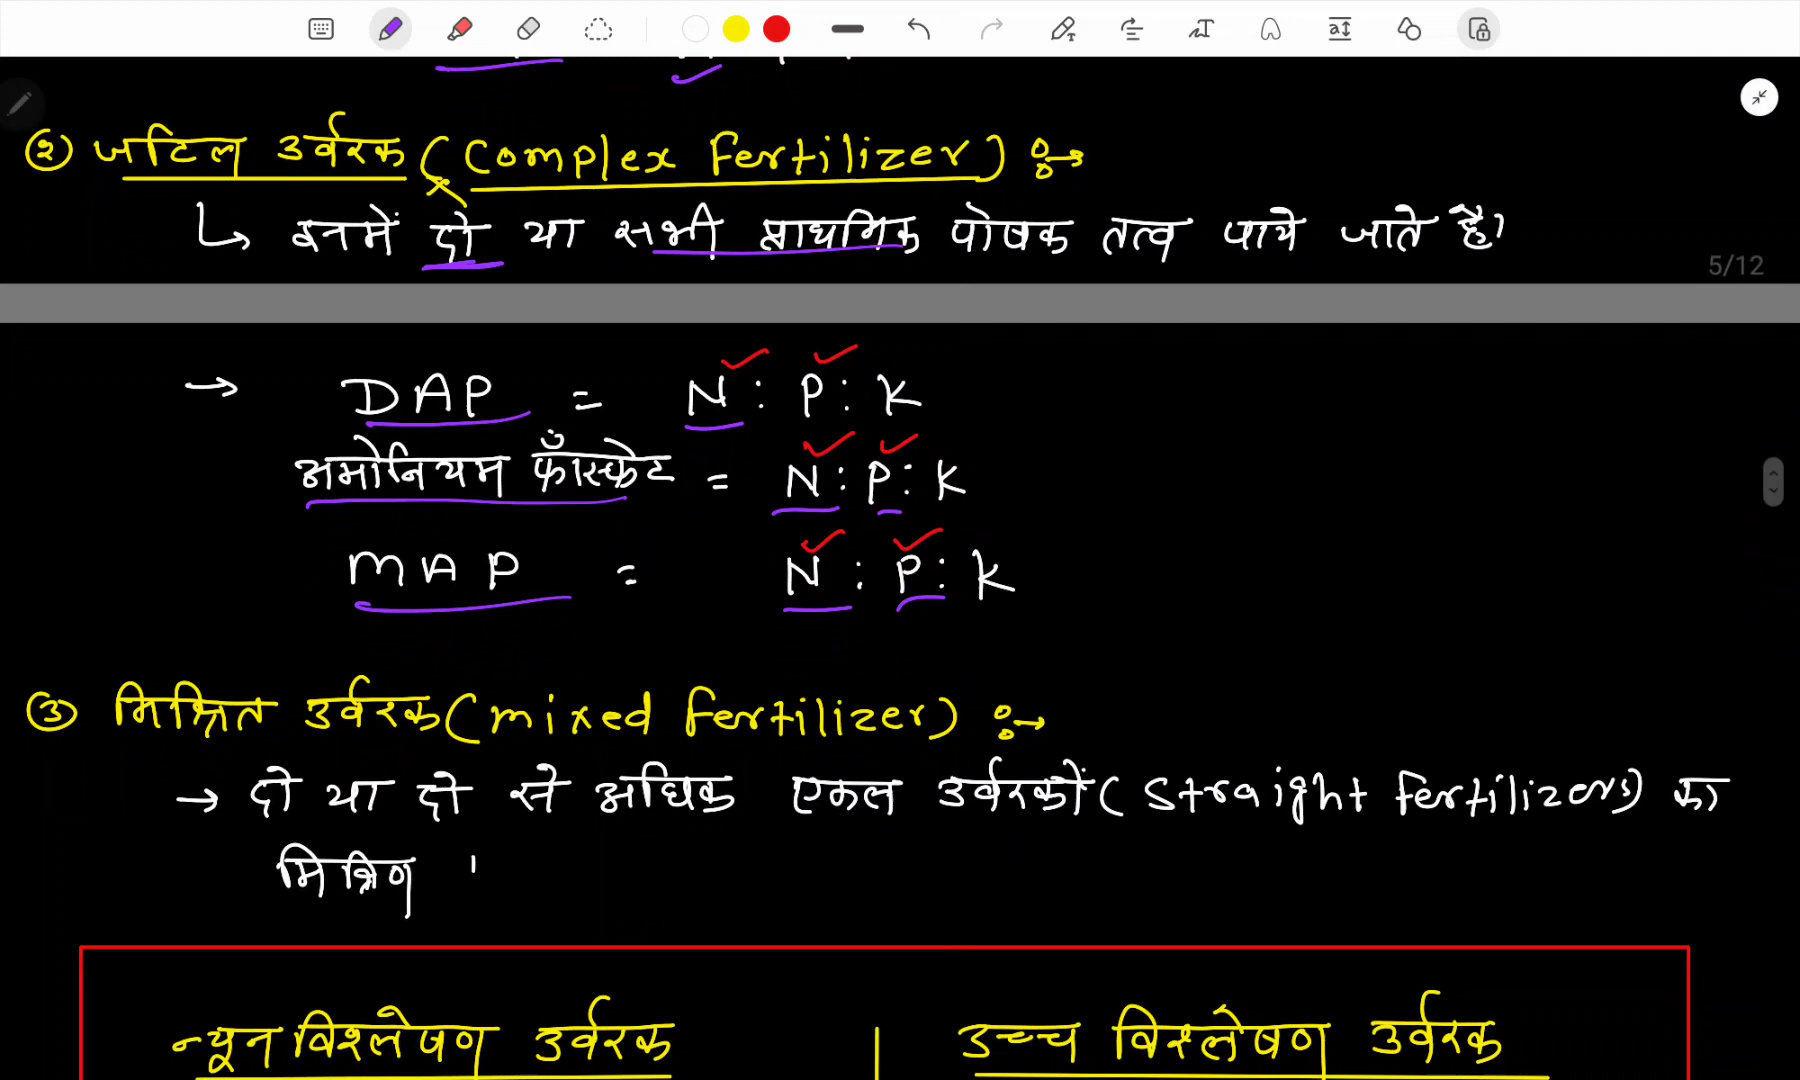 ② जटिल उर्वरक (Complex Fertilizer) :→
↳ इनमें दो या सभी प्राथमिक पोषक तत्व पाये जाते है।
5/12
→ DAP = N : P : K
अमोनियम फॉस्फेट = N : P : K
MAP = N : P : K
③ मिश्रित उर्वरक (mixed fertilizer) :→
→ दो या दो से अधिक एकल उर्वरकों (Straight fertilizers) का
मिश्रण ।
न्यून विश्लेषण उर्वरक | उच्च विश्लेषण उर्वरक